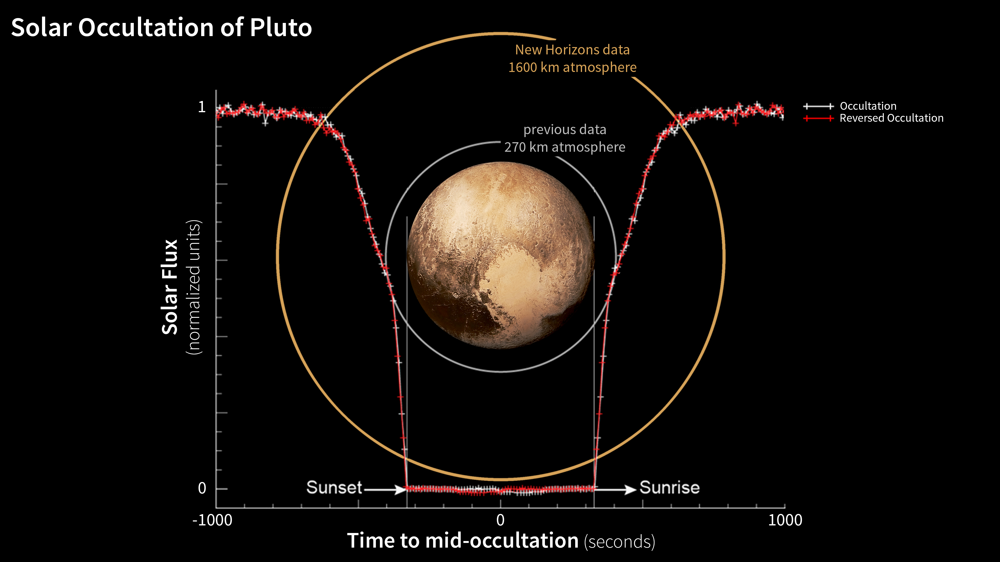 Solar Occultation of Pluto
New Horizons data
1600 km atmosphere
previous data
270 km atmosphere
Occultation
Reversed Occultation
1
Solar Flux
(normalized units)
0
Sunset
Sunrise
-1000
0
1000
Time to mid-occultation (seconds)